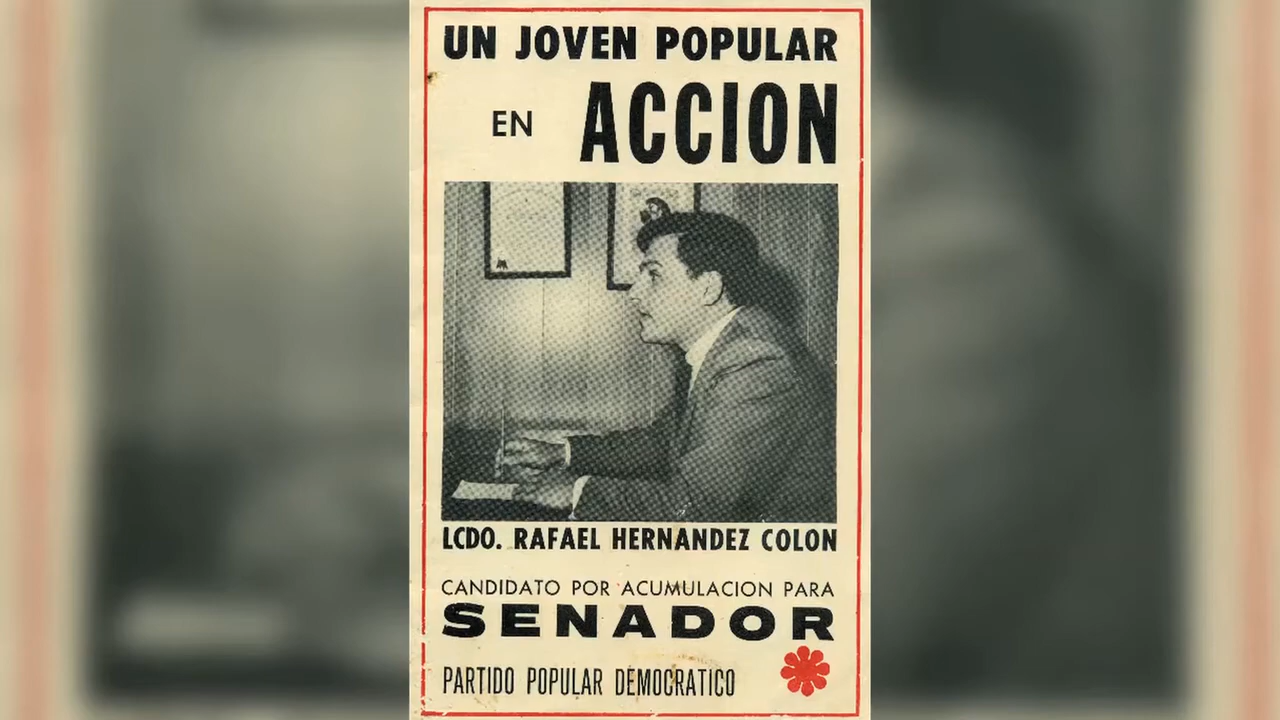 UN JOVEN POPULAR
EN ACCION
LCDO. RAFAEL HERNANDEZ COLON
CANDIDATO POR ACUMULACION PARA
SENADOR
PARTIDO POPULAR DEMOCRATICO